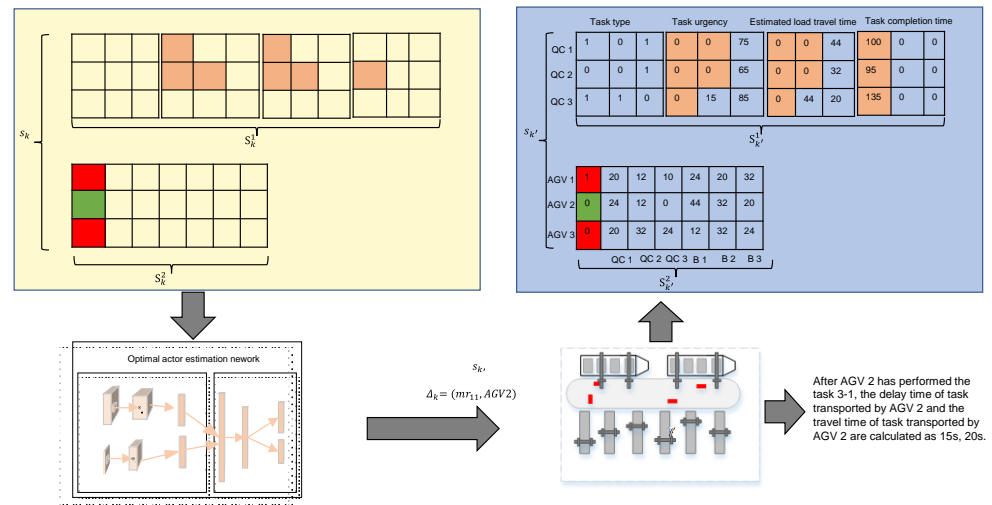 s_k
S_k^1
S_k^2
Task type Task urgency Estimated load travel time Task completion time
QC 1 1 0 1 0 0 75 0 0 44 100 0 0
QC 2 0 0 1 0 0 65 0 0 32 95 0 0
QC 3 1 1 0 0 15 85 0 44 20 135 0 0
s_k'
S_k'^1
AGV 1 1 20 12 10 24 20 32
AGV 2 0 24 12 0 44 32 20
AGV 3 0 20 32 24 12 32 24
QC 1 QC 2 QC 3 B 1 B 2 B 3
S_k'^2
Optimal actor estimation nework
s_k,
Δ_k= (mr_11, AGV2)
After AGV 2 has performed the
task 3-1, the delay time of task
transported by AGV 2 and the
travel time of task transported by
AGV 2 are calculated as 15s, 20s.